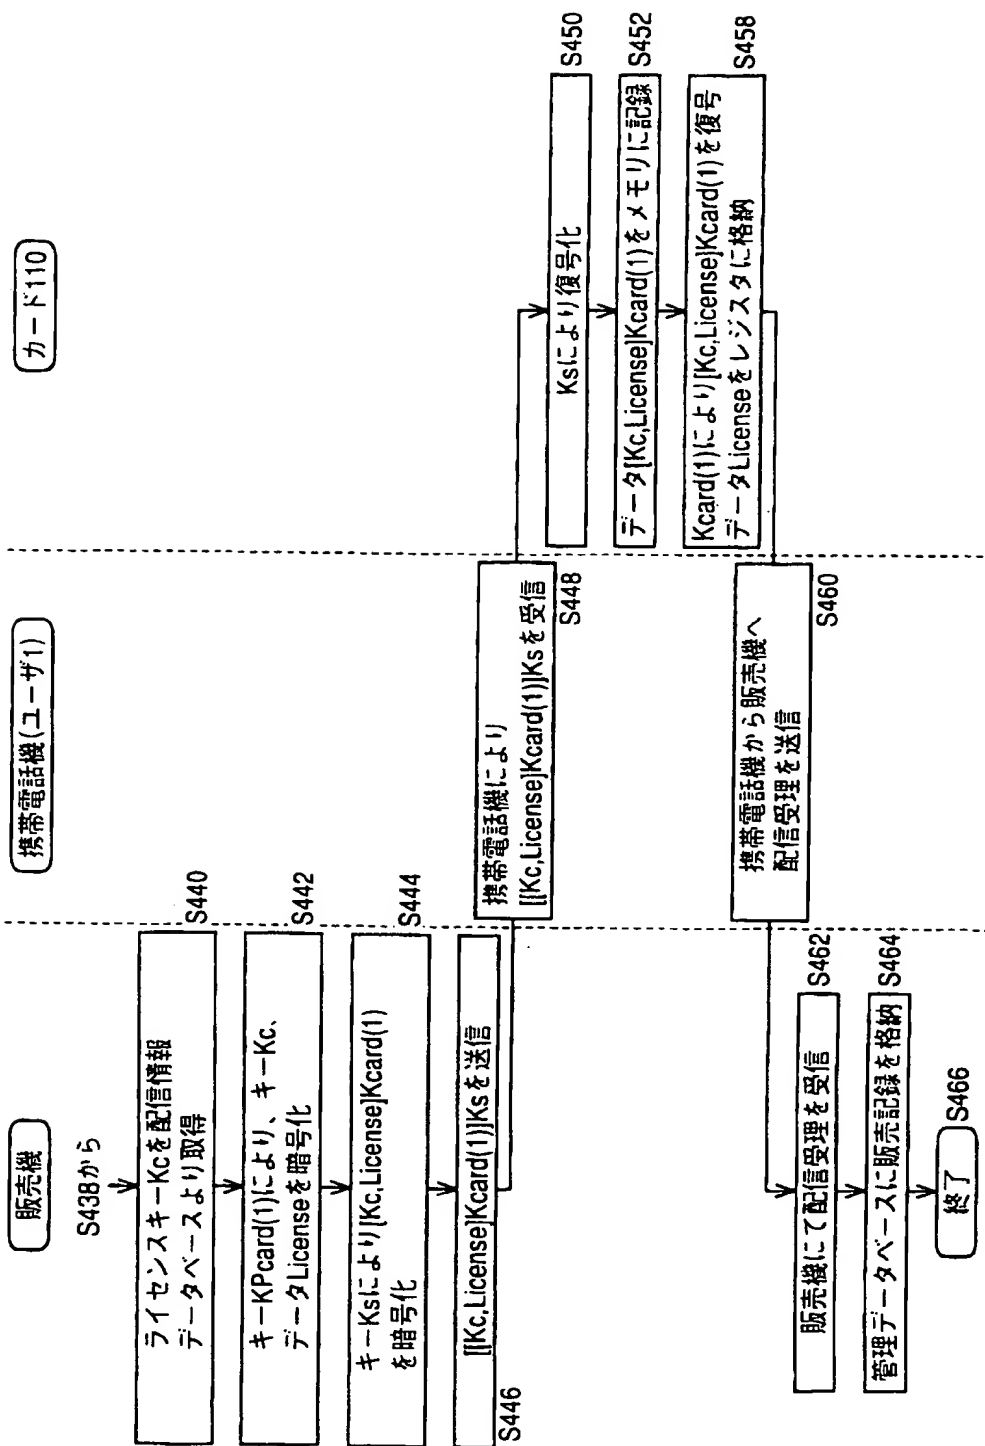 販売機
携帯電話機(ユーザ1)
カード110
S438から
ライセンスキーKcを配信情報
データベースより取得
S440
キーKPcard(1)により、キーKc、
データLicenseを暗号化
S442
キーKsにより[Kc,License]Kcard(1)
を暗号化
S444
[[Kc,License]Kcard(1)]Ksを送信
S446
携帯電話機により
[[Kc,License]Kcard(1)]Ksを受信
S448
Ksにより復号化
S450
データ[Kc,License]Kcard(1)をメモリに記録
S452
Kcard(1)により[Kc,License]Kcard(1)を復号
データLicenseをレジスタに格納
S458
携帯電話機から販売機へ
配信受理を送信
S460
販売機にて配信受理を受信
S462
管理データベースに販売記録を格納
S464
終了
S466